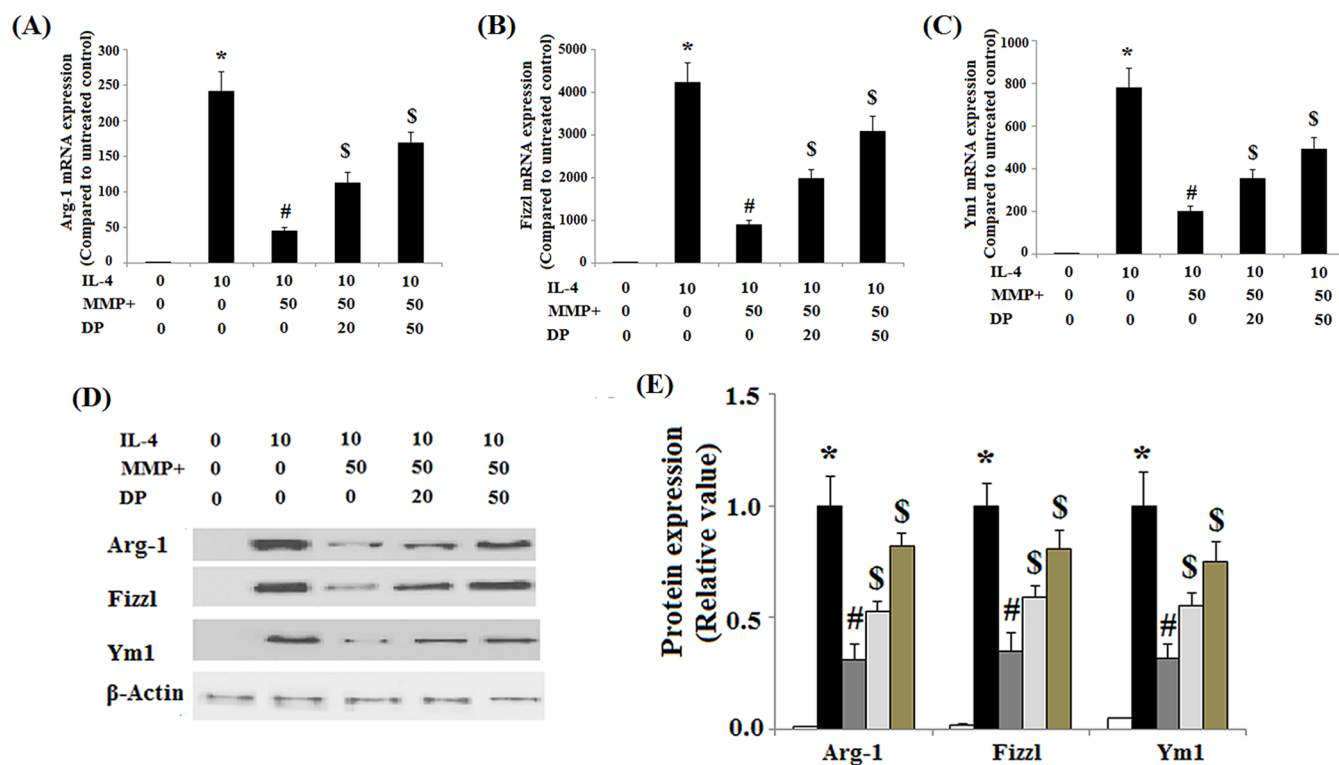 (A)
Arg-1 mRNA expression
(Compared to untreated control)
300
250
200
150
100
50
0
*
#
$
$
IL-4 0 10 10 10 10
MMP+ 0 0 50 50 50
DP 0 0 0 20 50
(B)
Fizzl mRNA expression
(Compared to untreated control)
5000
4000
3000
2000
1000
0
*
#
$
$
IL-4 0 10 10 10 10
MMP+ 0 0 50 50 50
DP 0 0 0 20 50
(C)
Ym1 mRNA expression
Compared to untreated control)
1000
800
600
400
200
0
*
#
$
$
IL-4 0 10 10 10 10
MMP+ 0 0 50 50 50
DP 0 0 0 20 50
(D)
IL-4 0 10 10 10 10
MMP+ 0 0 50 50 50
DP 0 0 0 20 50
Arg-1
Fizzl
Ym1
β-Actin
(E)
Protein expression
(Relative value)
1.5
1.0
0.5
0.0
* # $ $
* # $ $
* # $ $
Arg-1 Fizzl Ym1